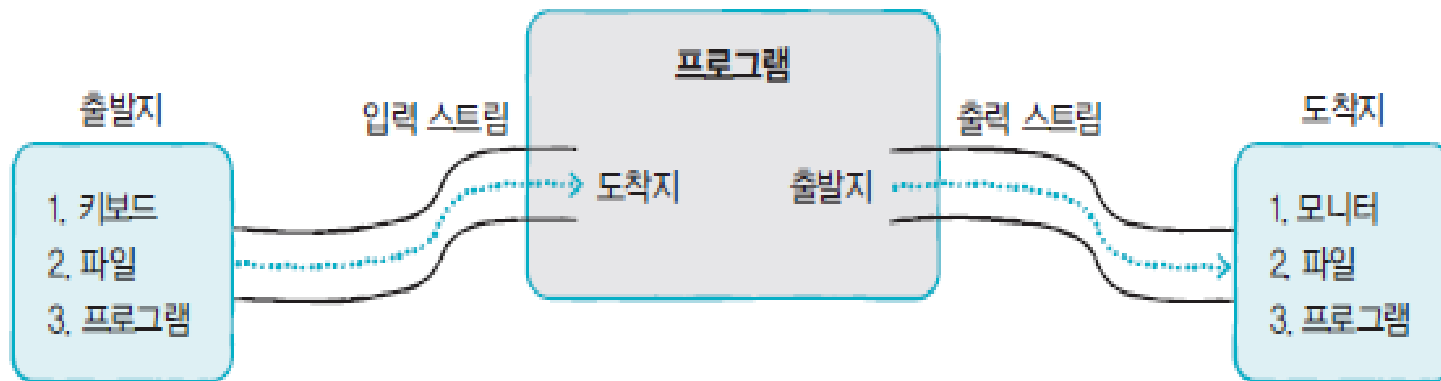 프로그램
출발지
입력 스트림
출력 스트림
도착지
1. 키보드
2. 파일
3. 프로그램
도착지
출발지
1. 모니터
2. 파일
3. 프로그램